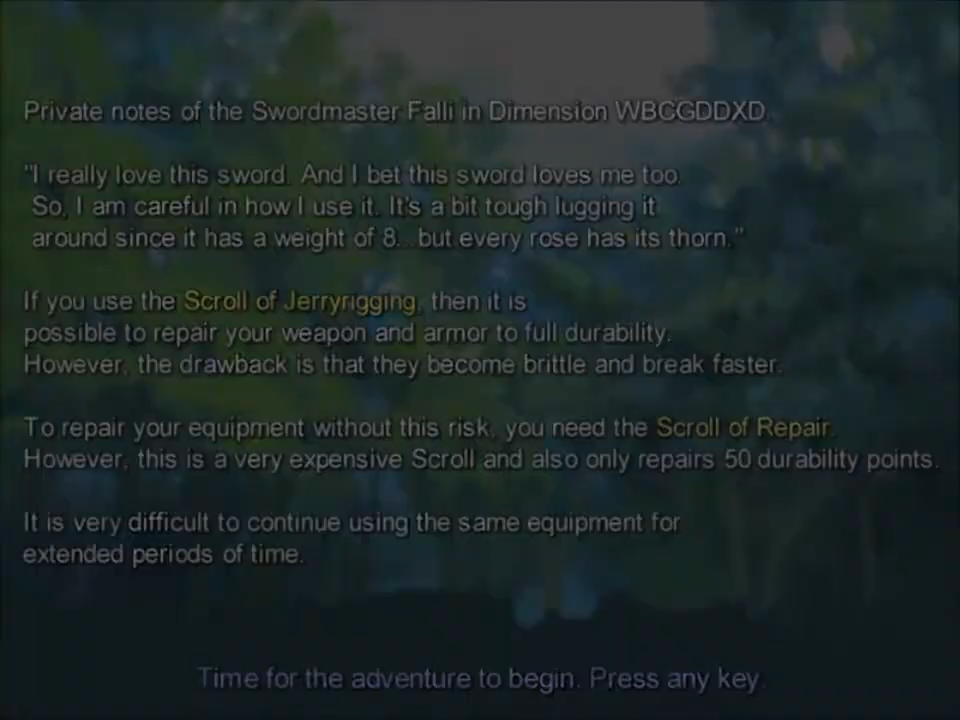 Private notes of the Swordmaster Falli in Dimension WBCGDDXD.
"I really love this sword. And I bet this sword loves me too.
So, I am careful in how I use it. It's a bit tough lugging it
around since it has a weight of 8...but every rose has its thorn."
If you use the Scroll of Jerryrigging, then it is
possible to repair your weapon and armor to full durability.
However, the drawback is that they become brittle and break faster.
To repair your equipment without this risk, you need the Scroll of Repair.
However, this is a very expensive Scroll and also only repairs 50 durability points.
It is very difficult to continue using the same equipment for
extended periods of time.
Time for the adventure to begin. Press any key.